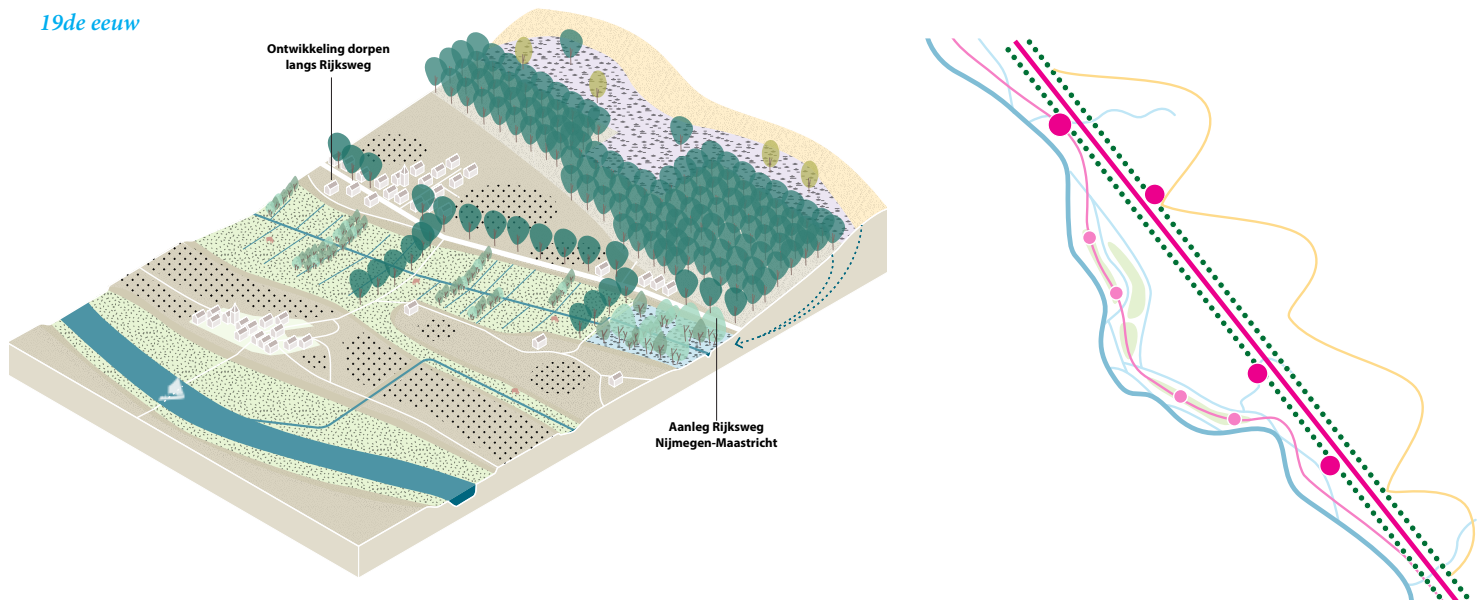 19de eeuw
Ontwikkeling dorpen
langs Rijksweg
Aanleg Rijksweg
Nijmegen-Maastricht